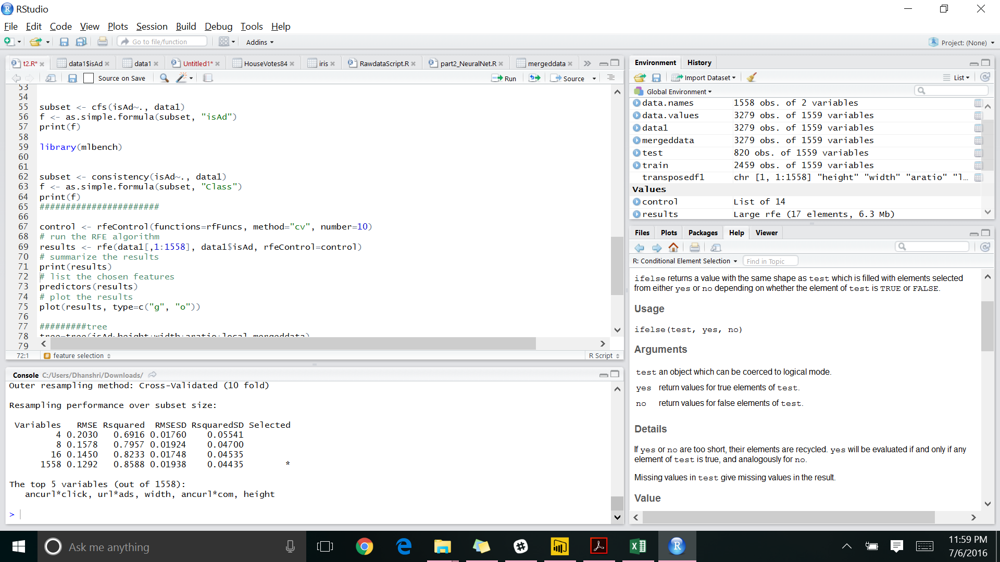 RStudio
File Edit Code View Plots Session Build Debug Tools Help
Go to file/function Addins Project: (None)
t2.R* data1$isAd data1 Untitled1* HouseVotes84 iris RawdataScript.R part2_NeuralNet.R mergeddata
Source on Save Run Source
53
54
55 subset <- cfs(isAd~., data1)
56 f <- as.simple.formula(subset, "isAd")
57 print(f)
58
59 library(mlbench)
60
61
62 subset <- consistency(isAd~., data1)
63 f <- as.simple.formula(subset, "Class")
64 print(f)
65 #######################
66
67 control <- rfeControl(functions=rfFuncs, method="cv", number=10)
68 # run the RFE algorithm
69 results <- rfe(data1[,1:1558], data1$isAd, rfeControl=control)
70 # summarize the results
71 print(results)
72 # list the chosen features
73 predictors(results)
74 # plot the results
75 plot(results, type=c("g", "o"))
76
77 #########tree
78 tree=tree(isAd~height+width+aratio+local,mergeddata)
79
72:1 feature selection R Script
Console C:/Users/Dhanshri/Downloads/
Outer resampling method: Cross-Validated (10 fold)
Resampling performance over subset size:
Variables RMSE Rsquared RMSESD RsquaredSD Selected
4 0.2030 0.6916 0.01760 0.05541
8 0.1578 0.7957 0.01924 0.04700
16 0.1450 0.8233 0.01748 0.04535
1558 0.1292 0.8588 0.01938 0.04435 *
The top 5 variables (out of 1558):
ancurl*click, url*ads, width, ancurl*com, height
>
Environment History
Import Dataset List
Global Environment
data.names 1558 obs. of 2 variables
data.values 3279 obs. of 1559 variables
data1 3279 obs. of 1559 variables
mergeddata 3279 obs. of 1559 variables
test 820 obs. of 1559 variables
train 2459 obs. of 1559 variables
transposedf1 chr [1, 1:1558] "height" "width" "aratio" "l…
Values
control List of 14
results Large rfe (17 elements, 6.3 Mb)
Files Plots Packages Help Viewer
R: Conditional Element Selection Find in Topic
ifelse returns a value with the same shape as test which is filled with elements selected
from either yes or no depending on whether the element of test is TRUE or FALSE.
Usage
ifelse(test, yes, no)
Arguments
test an object which can be coerced to logical mode.
yes return values for true elements of test.
no return values for false elements of test.
Details
If yes or no are too short, their elements are recycled. yes will be evaluated if and only if any
element of test is true, and analogously for no.
Missing values in test give missing values in the result.
Value
Ask me anything
11:59 PM
7/6/2016